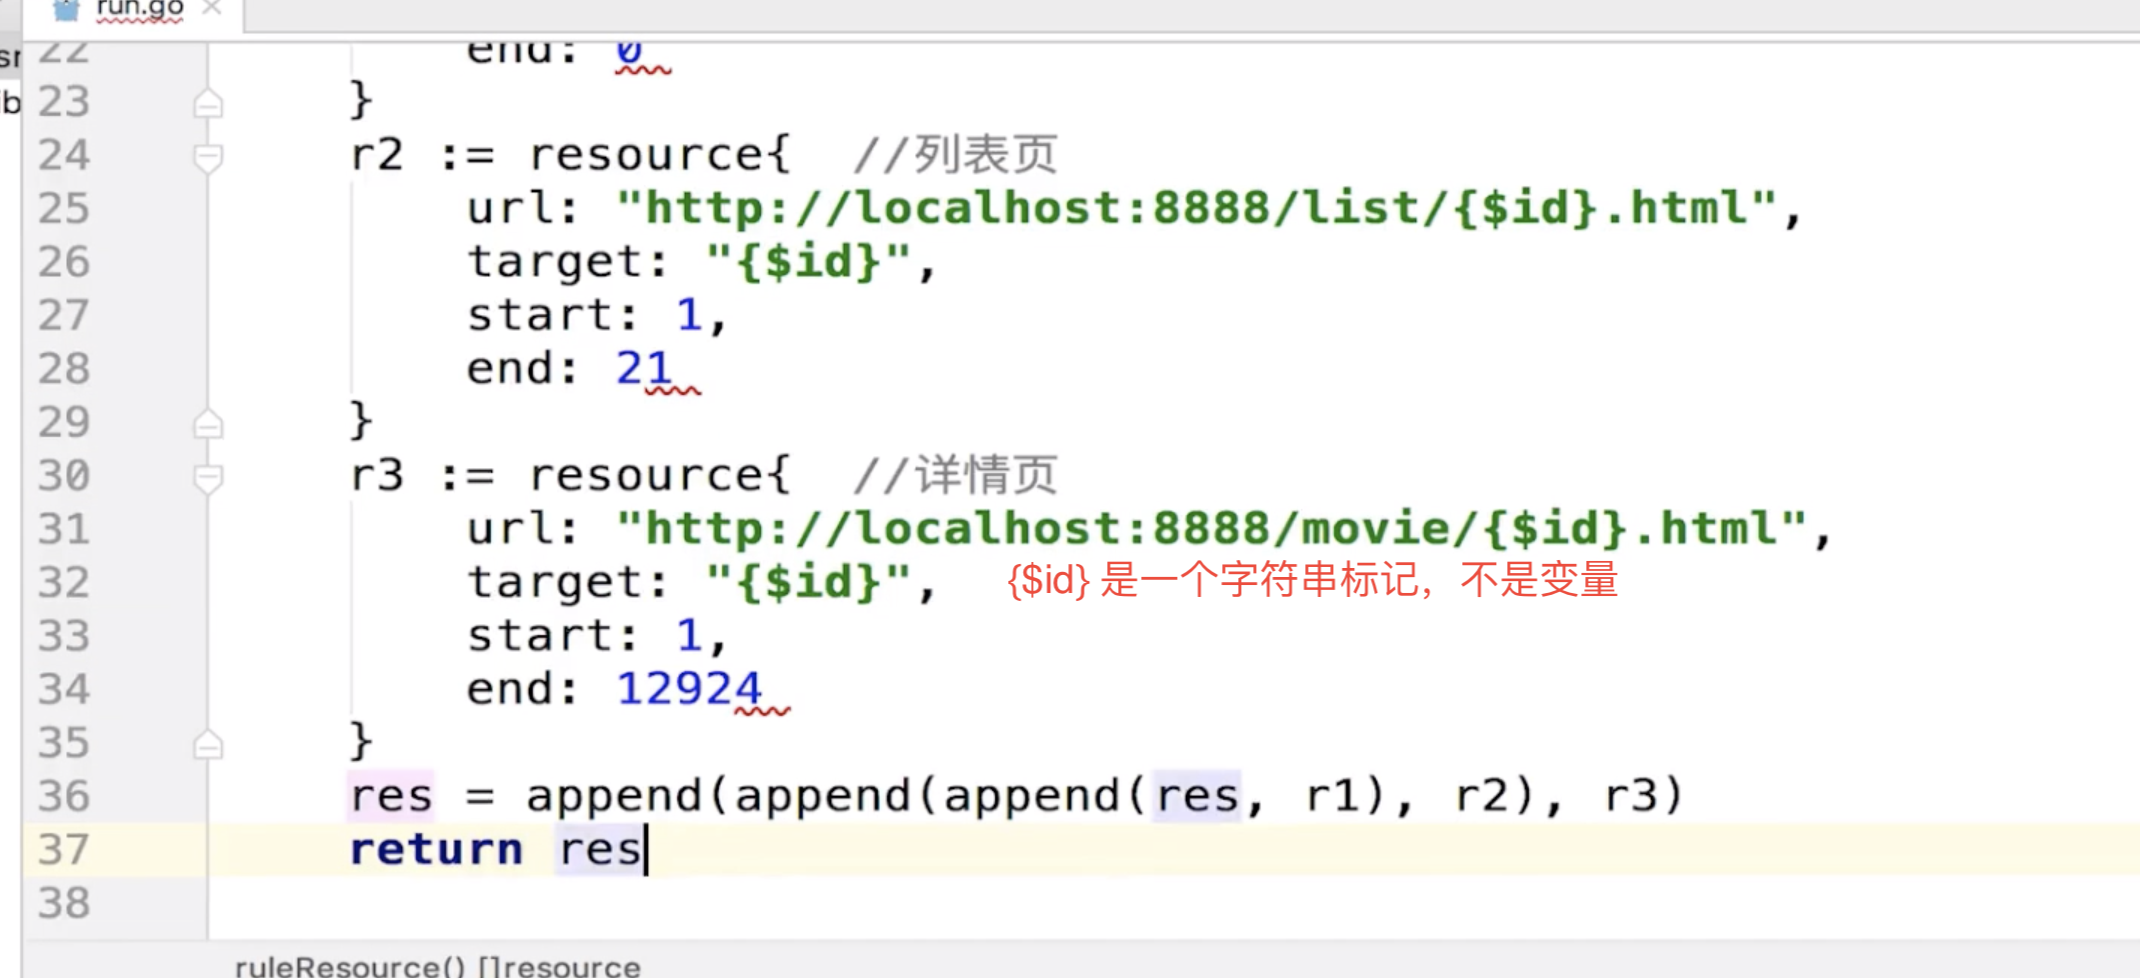 run.go
22 end: 0
23 }
24 r2 := resource{ //列表页
25 url: "http://localhost:8888/list/{$id}.html",
26 target: "{$id}",
27 start: 1,
28 end: 21
29 }
30 r3 := resource{ //详情页
31 url: "http://localhost:8888/movie/{$id}.html",
32 target: "{$id}", {$id} 是一个字符串标记，不是变量
33 start: 1,
34 end: 12924
35 }
36 res = append(append(append(res, r1), r2), r3)
37 return res
38
ruleResource() []resource